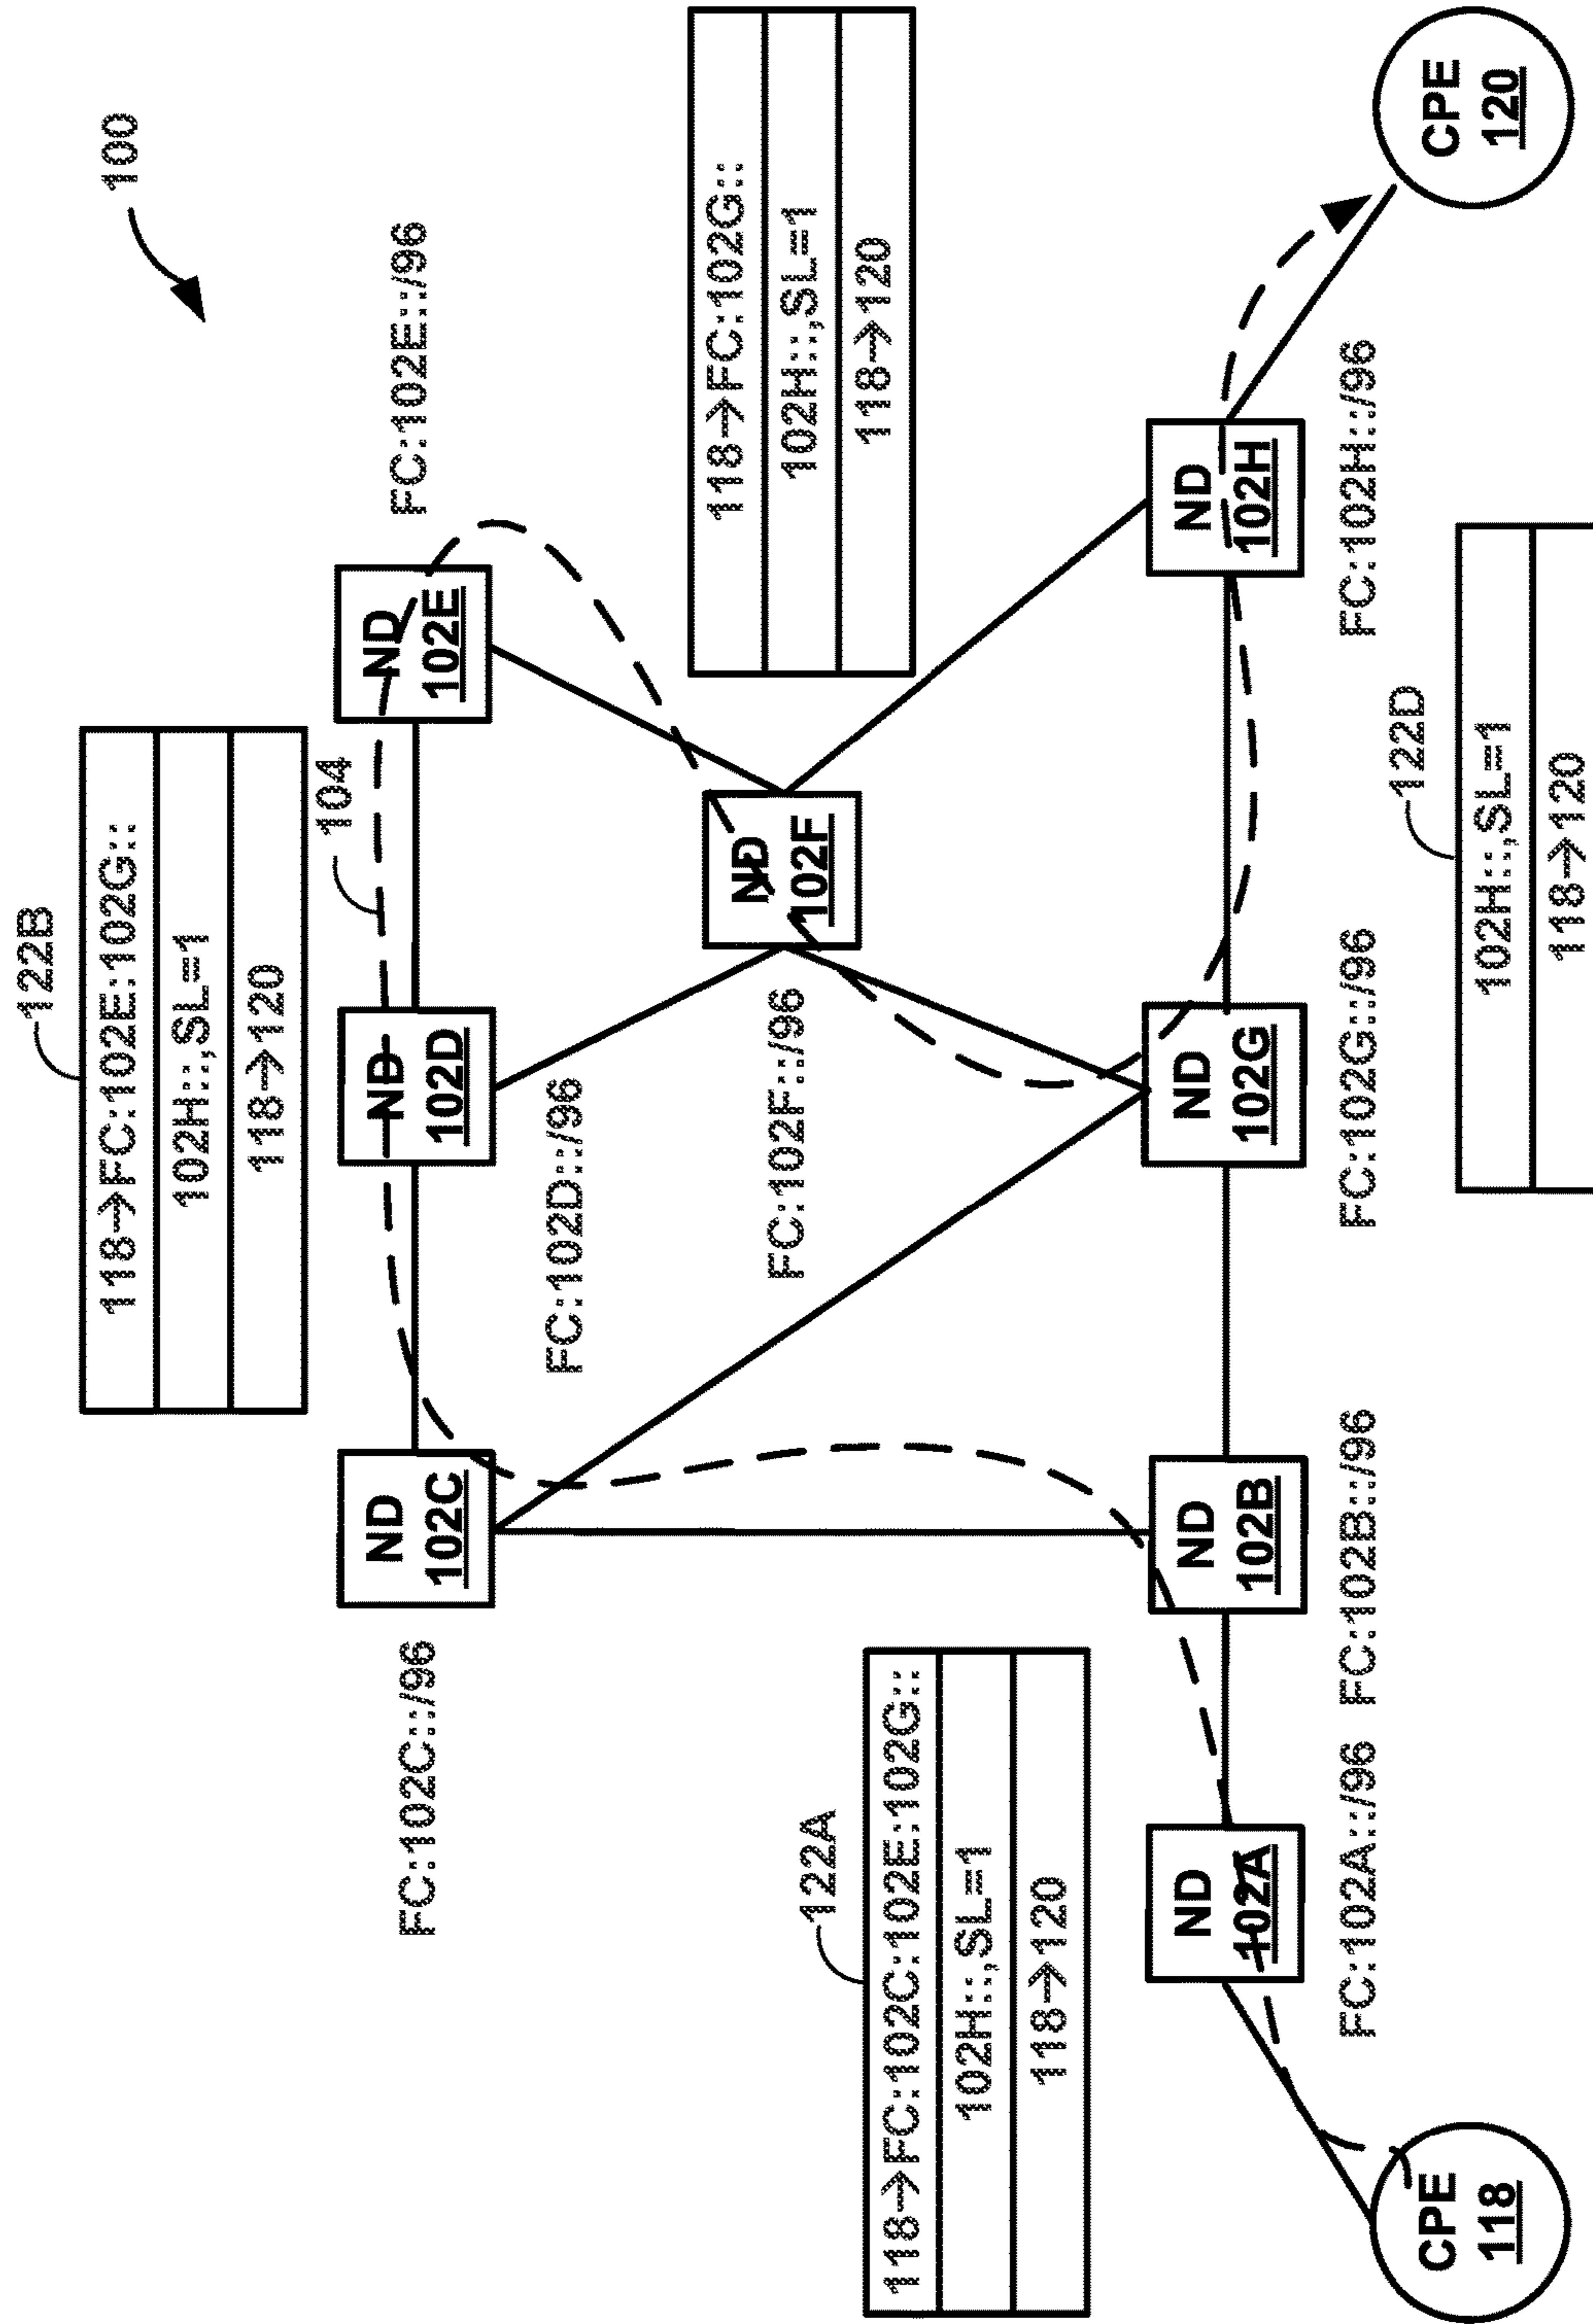 122B
118→FC:102E:102G::
102H::,SL=1
118→120
100
104
ND
102C
ND
102D
ND
102E
FC:102C::/96
FC:102E::/96
FC:102D::/96
118→FC:102G::
102H::,SL=1
118→120
ND
102F
FC:102F::/96
122A
118→FC:102C:102E:102G::
102H::,SL=1
118→120
ND
102A
ND
102B
ND
102G
ND
102H
FC:102A::/96
FC:102B::/96
FC:102G::/96
FC:102H::/96
CPE
118
122D
102H::,SL=1
118→120
CPE
120